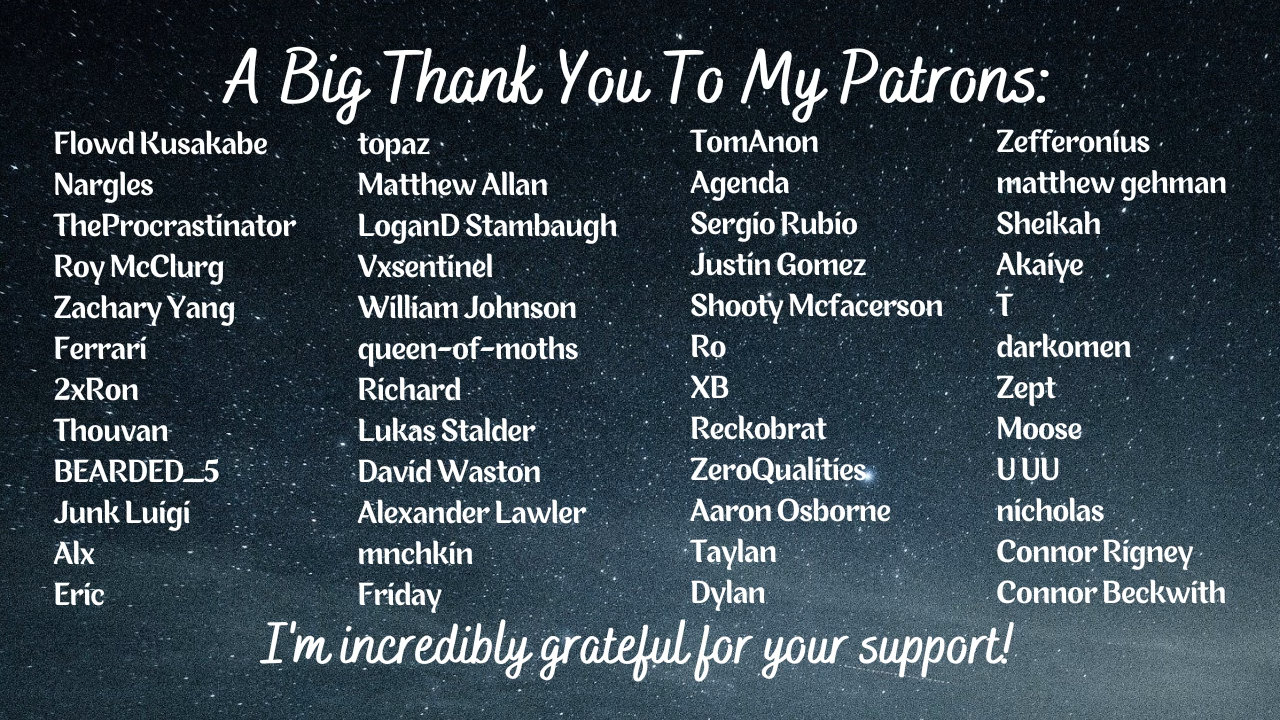 A Big Thank You To My Patrons:
Flowd Kusakabe
Nargles
TheProcrastinator
Roy McClurg
Zachary Yang
Ferrari
2xRon
Thouvan
BEARDED_5
Junk Luigi
Alx
Eric
topaz
Matthew Allan
LoganD Stambaugh
Vxsentinel
William Johnson
queen-of-moths
Richard
Lukas Stalder
David Waston
Alexander Lawler
mnchkin
Friday
TomAnon
Agenda
Sergio Rubio
Justin Gomez
Shooty Mcfacerson
Ro
XB
Reckobrat
ZeroQualities
Aaron Osborne
Taylan
Dylan
Zefferonius
matthew gehman
Sheikah
Akaiye
T
darkomen
Zept
Moose
U UU
nicholas
Connor Rigney
Connor Beckwith
I'm incredibly grateful for your support!